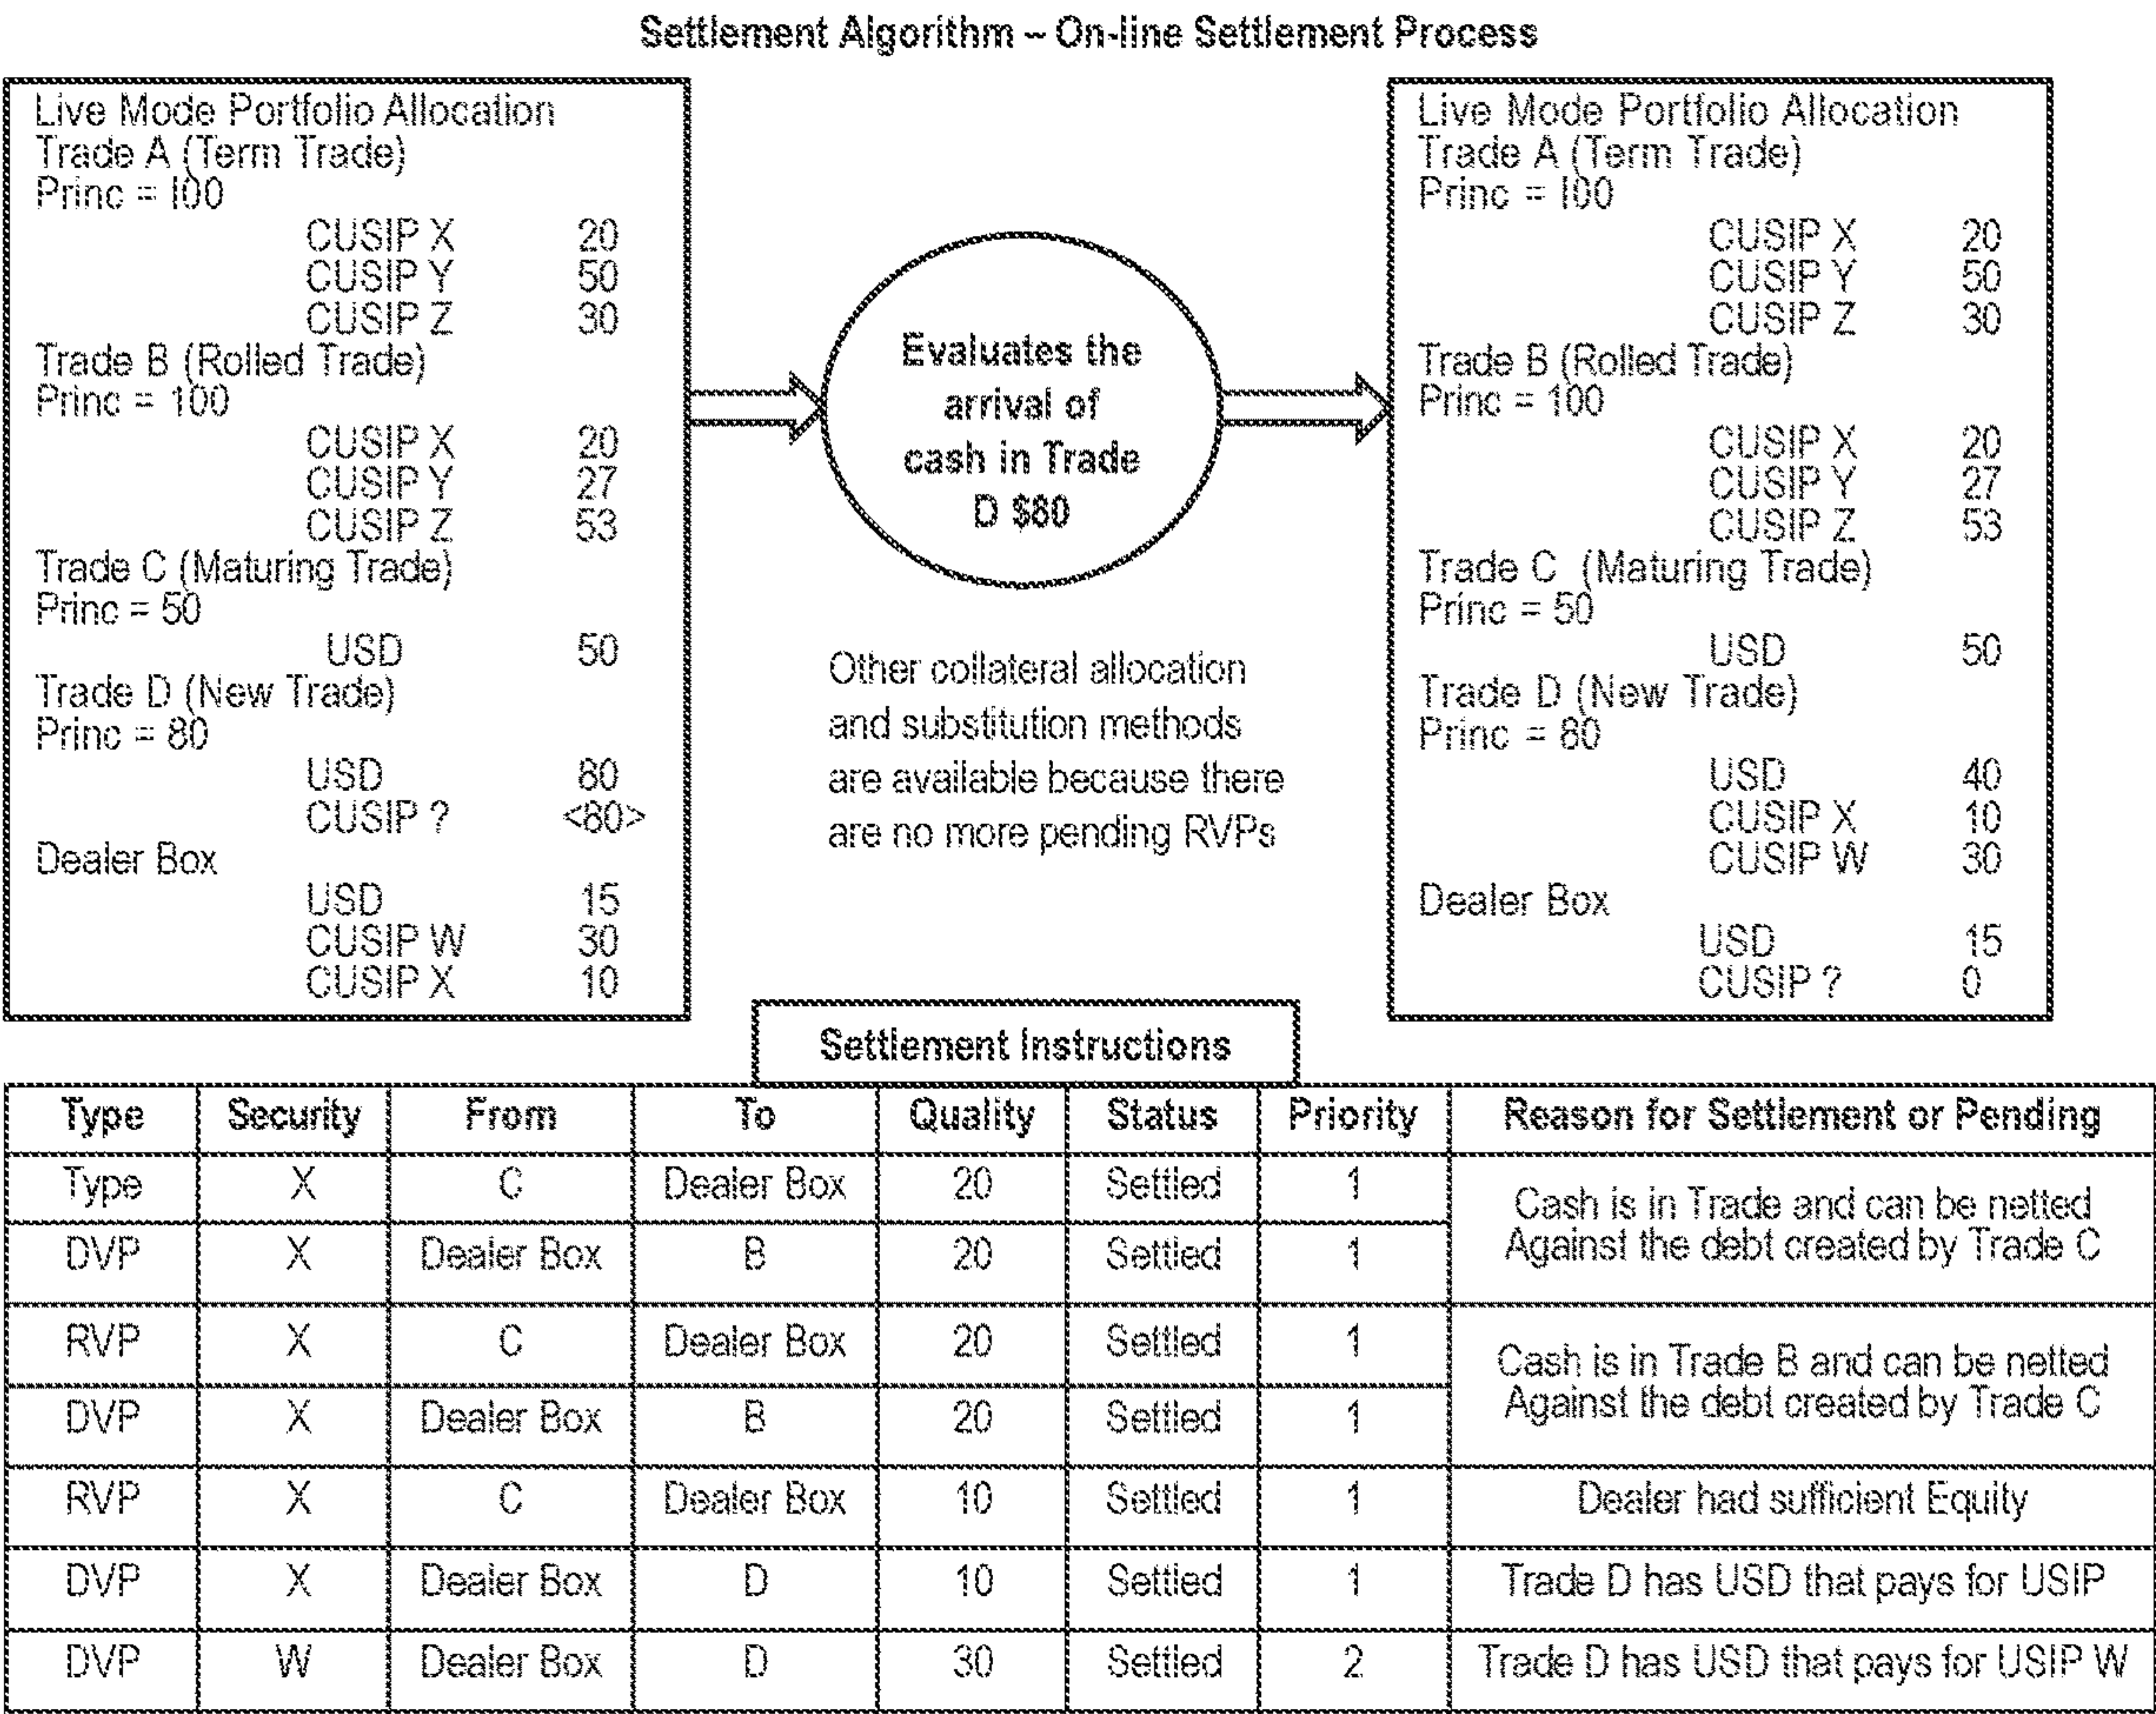 Settlement Algorithm – On-line Settlement Process
Live Mode Portfolio Allocation
Trade A (Term Trade)
Princ = I00
CUSIP X 20
CUSIP Y 50
CUSIP Z 30
Trade B (Rolled Trade)
Princ = 100
CUSIP X 20
CUSIP Y 27
CUSIP Z 53
Trade C (Maturing Trade)
Princ = 50
USD 50
Trade D (New Trade)
Princ = 80
USD 80
CUSIP ? <80>
Dealer Box
USD 15
CUSIP W 30
CUSIP X 10
Evaluates the
arrival of
cash in Trade
D $80
Other collateral allocation
and substitution methods
are available because there
are no more pending RVPs
Live Mode Portfolio Allocation
Trade A (Term Trade)
Princ = I00
CUSIP X 20
CUSIP Y 50
CUSIP Z 30
Trade B (Rolled Trade)
Princ = 100
CUSIP X 20
CUSIP Y 27
CUSIP Z 53
Trade C (Maturing Trade)
Princ = 50
USD 50
Trade D (New Trade)
Princ = 80
USD 40
CUSIP X 10
CUSIP W 30
Dealer Box
USD 15
CUSIP ? 0
Settlement Instructions
Type Security From To Quality Status Priority Reason for Settlement or Pending
Type X C Dealer Box 20 Settled 1
Cash is in Trade and can be netted
Against the debt created by Trade C
DVP X Dealer Box B 20 Settled 1
RVP X C Dealer Box 20 Settled 1
Cash is in Trade B and can be netted
Against the debt created by Trade C
DVP X Dealer Box B 20 Settled 1
RVP X C Dealer Box 10 Settled 1 Dealer had sufficient Equity
DVP X Dealer Box D 10 Settled 1 Trade D has USD that pays for USIP
DVP W Dealer Box D 30 Settled 2 Trade D has USD that pays for USIP W